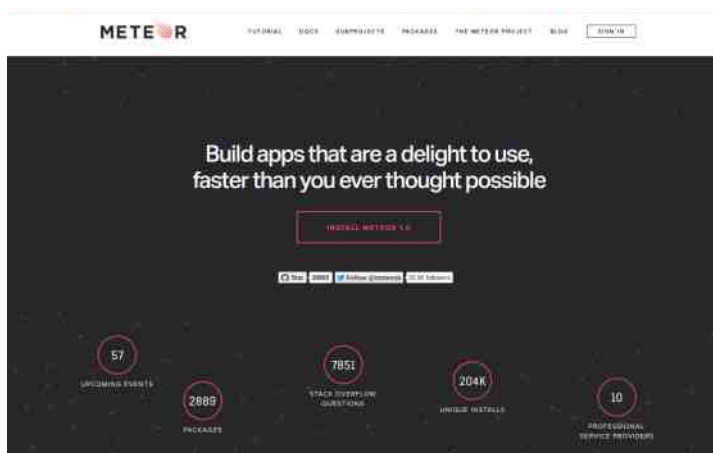 METEOR
TUTORIAL DOCS SUBPROJECTS PACKAGES THE METEOR PROJECT BLOG SIGN IN
Build apps that are a delight to use,
faster than you ever thought possible
INSTALL METEOR 1.0
Star Follow @meteorjs followers
57
UPCOMING EVENTS
2889
PACKAGES
7851
STACK OVERFLOW
QUESTIONS
204K
UNIQUE INSTALLS
10
PROFESSIONAL
SERVICE PROVIDERS